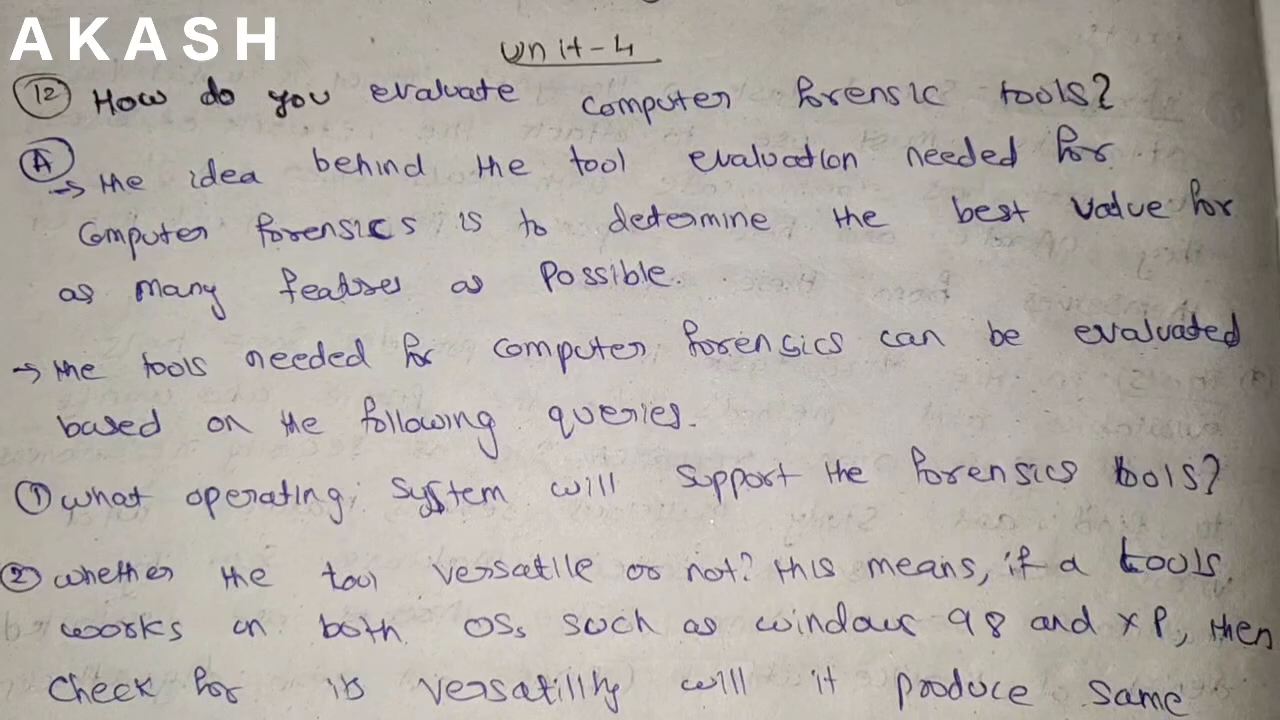 AKASH
Unit-4
12 How do you evaluate computer forensic tools?
A
→ the idea behind the tool evaluation needed for
Computer forensics is to determine the best value for
as many features as possible.
→ the tools needed for computer forensics can be evaluated
based on the following queries.
① what operating system will support the forensics tools?
② whether the tool versatile or not? this means, if a tools
works on both OSs such as windows 98 and XP, then
check for its versatility will it produce same